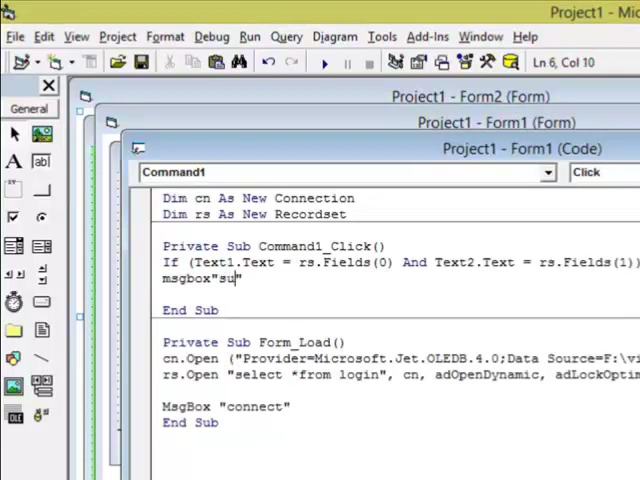 Project1 - Mic
File Edit View Project Format Debug Run Query Diagram Tools Add-Ins Window Help
Ln 6, Col 10
General
Project1 - Form2 (Form)
Project1 - Form1 (Form)
Project1 - Form1 (Code)
Command1 Click
A ab|
Dim cn As New Connection
Dim rs As New Recordset
Private Sub Command1_Click()
If (Text1.Text = rs.Fields(0) And Text2.Text = rs.Fields(1))
msgbox"su"
End Sub
Private Sub Form_Load()
cn.Open ("Provider=Microsoft.Jet.OLEDB.4.0;Data Source=F:\vi
rs.Open "select *from login", cn, adOpenDynamic, adLockOptim
MsgBox "connect"
End Sub
OLE